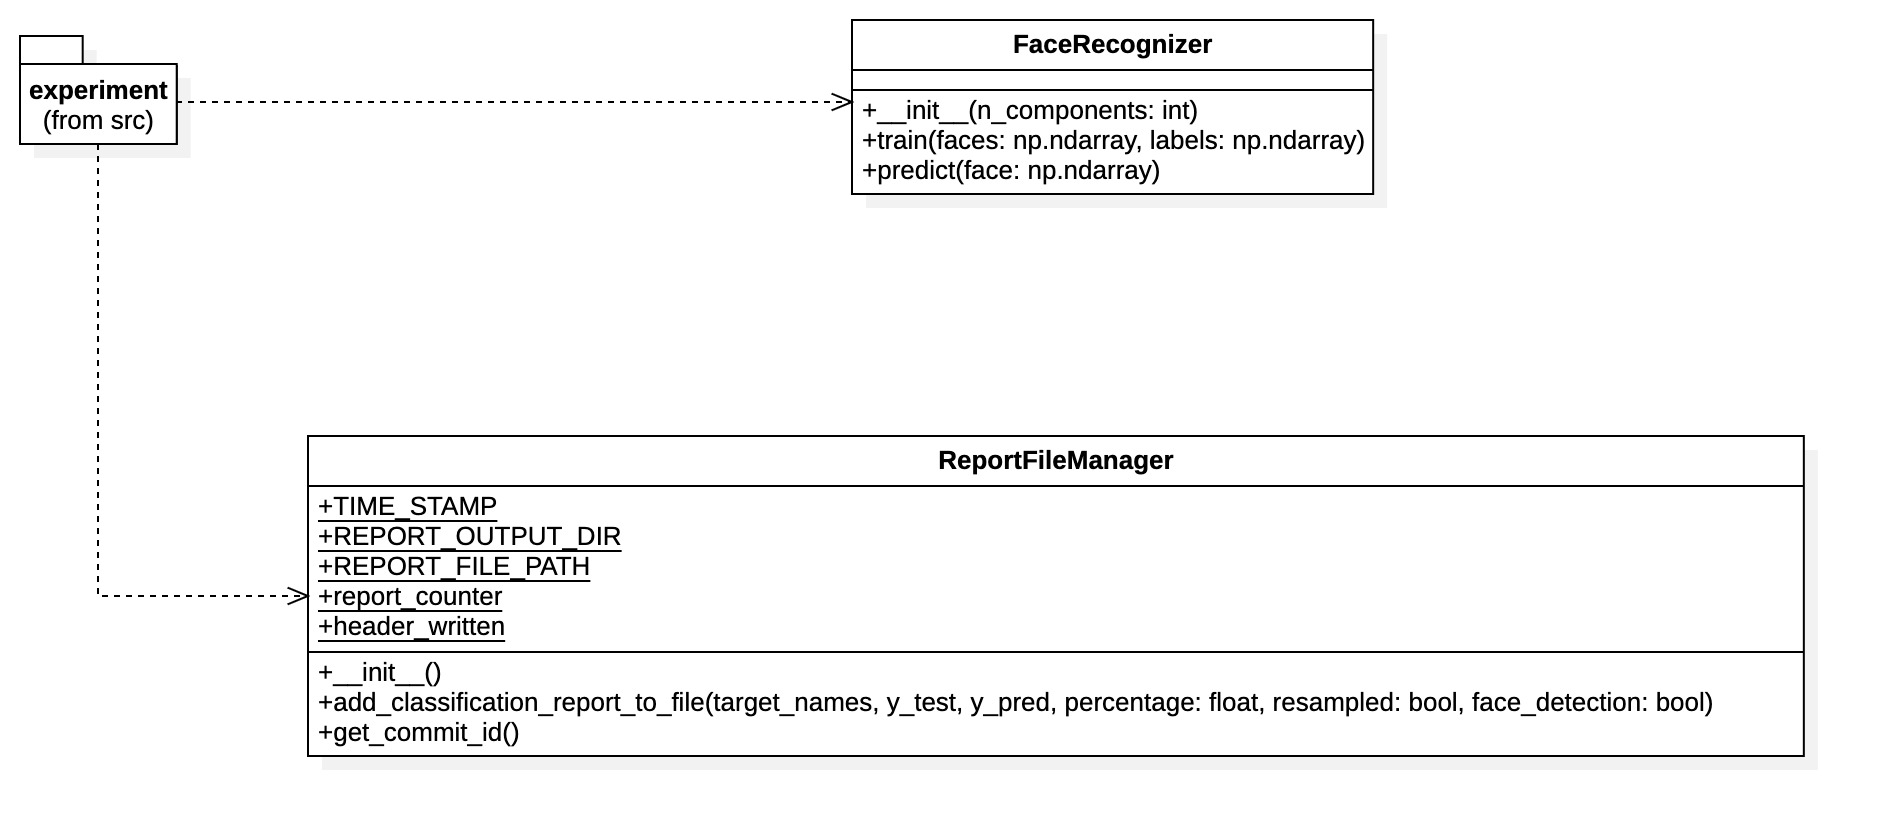 experiment
(from src)
FaceRecognizer
+__init__(n_components: int)
+train(faces: np.ndarray, labels: np.ndarray)
+predict(face: np.ndarray)
ReportFileManager
+TIME_STAMP
+REPORT_OUTPUT_DIR
+REPORT_FILE_PATH
+report_counter
+header_written
+__init__()
+add_classification_report_to_file(target_names, y_test, y_pred, percentage: float, resampled: bool, face_detection: bool)
+get_commit_id()